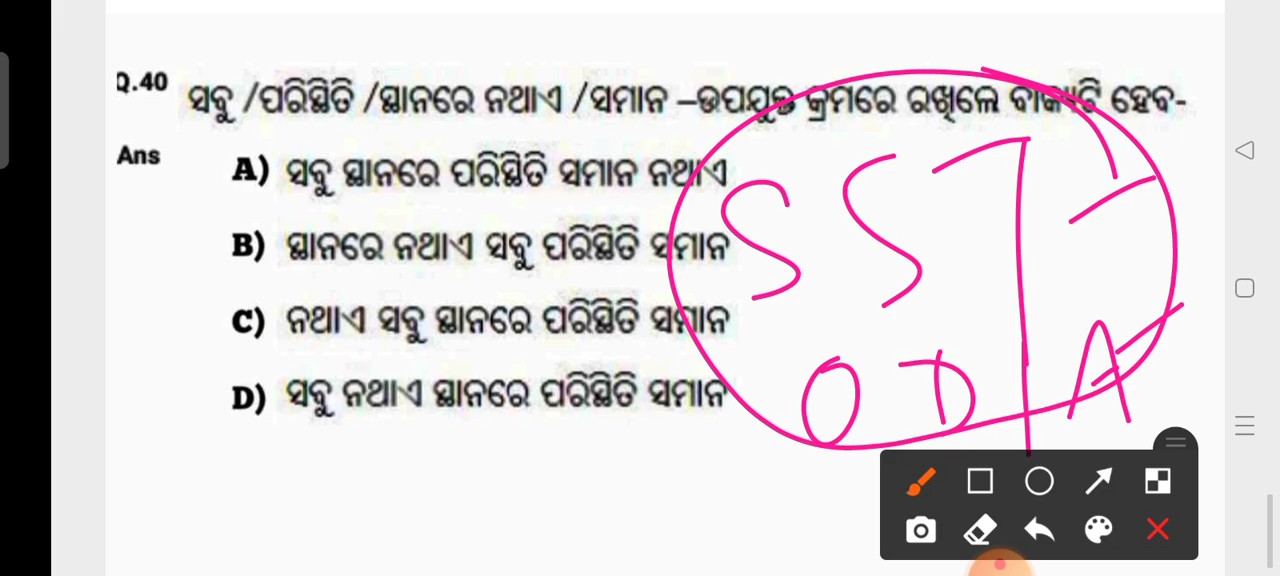 Q.40 ସବୁ /ପରିସ୍ଥିତି /ସ୍ଥାନରେ ନଥାଏ /ସମାନ –ଉପଯୁକ୍ତ କ୍ରମରେ ରଖିଲେ ବାକ୍ୟଟି ହେବ-
Ans A) ସବୁ ସ୍ଥାନରେ ପରିସ୍ଥିତି ସମାନ ନଥାଏ
B) ସ୍ଥାନରେ ନଥାଏ ସବୁ ପରିସ୍ଥିତି ସମାନ
C) ନଥାଏ ସବୁ ସ୍ଥାନରେ ପରିସ୍ଥିତି ସମାନ
D) ସବୁ ନଥାଏ ସ୍ଥାନରେ ପରିସ୍ଥିତି ସମାନ
SST
ODIA